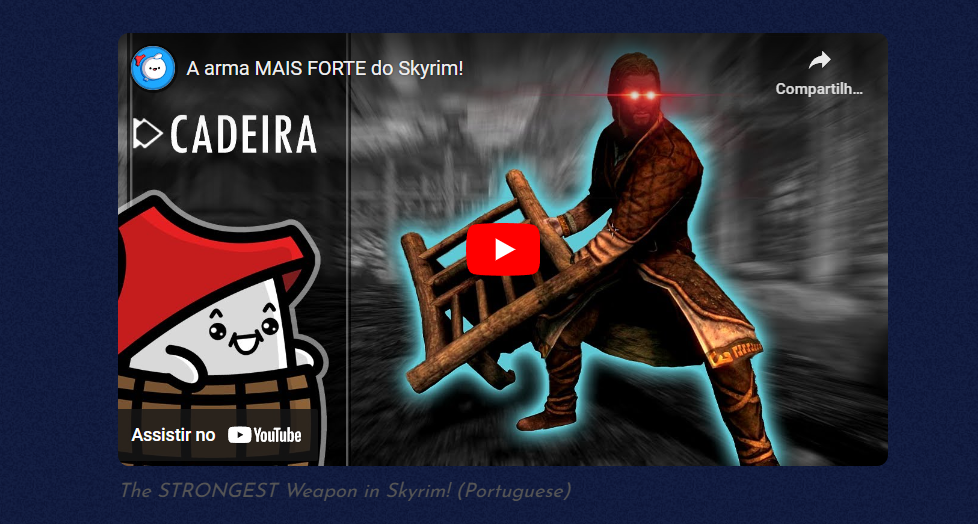 A arma MAIS FORTE do Skyrim!
Compartilh...
CADEIRA
Assistir no YouTube
The STRONGEST Weapon in Skyrim! (Portuguese)